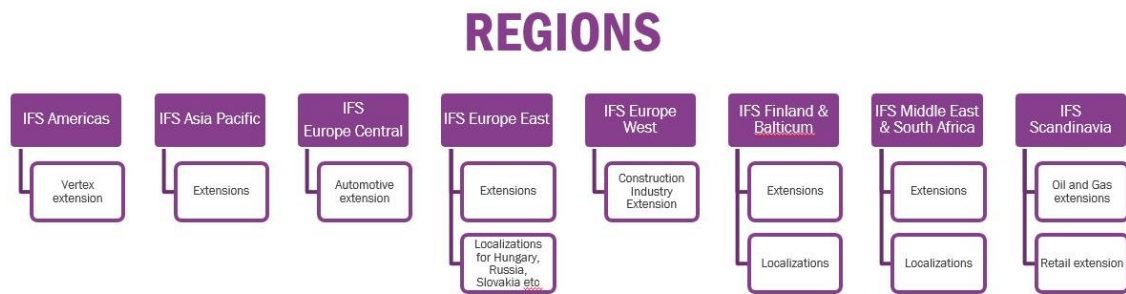 REGIONS
IFS Americas
Vertex
extension
IFS Asia Pacific
Extensions
IFS
Europe Central
Automotive
extension
IFS Europe East
Extensions
Localizations
for Hungary,
Russia,
Slovakia etc
IFS Europe
West
Construction
Industry
Extension
IFS Finland &
Balticum
Extensions
Localizations
IFS Middle East
& South Africa
Extensions
Localizations
IFS
Scandinavia
Oil and Gas
extensions
Retail extension